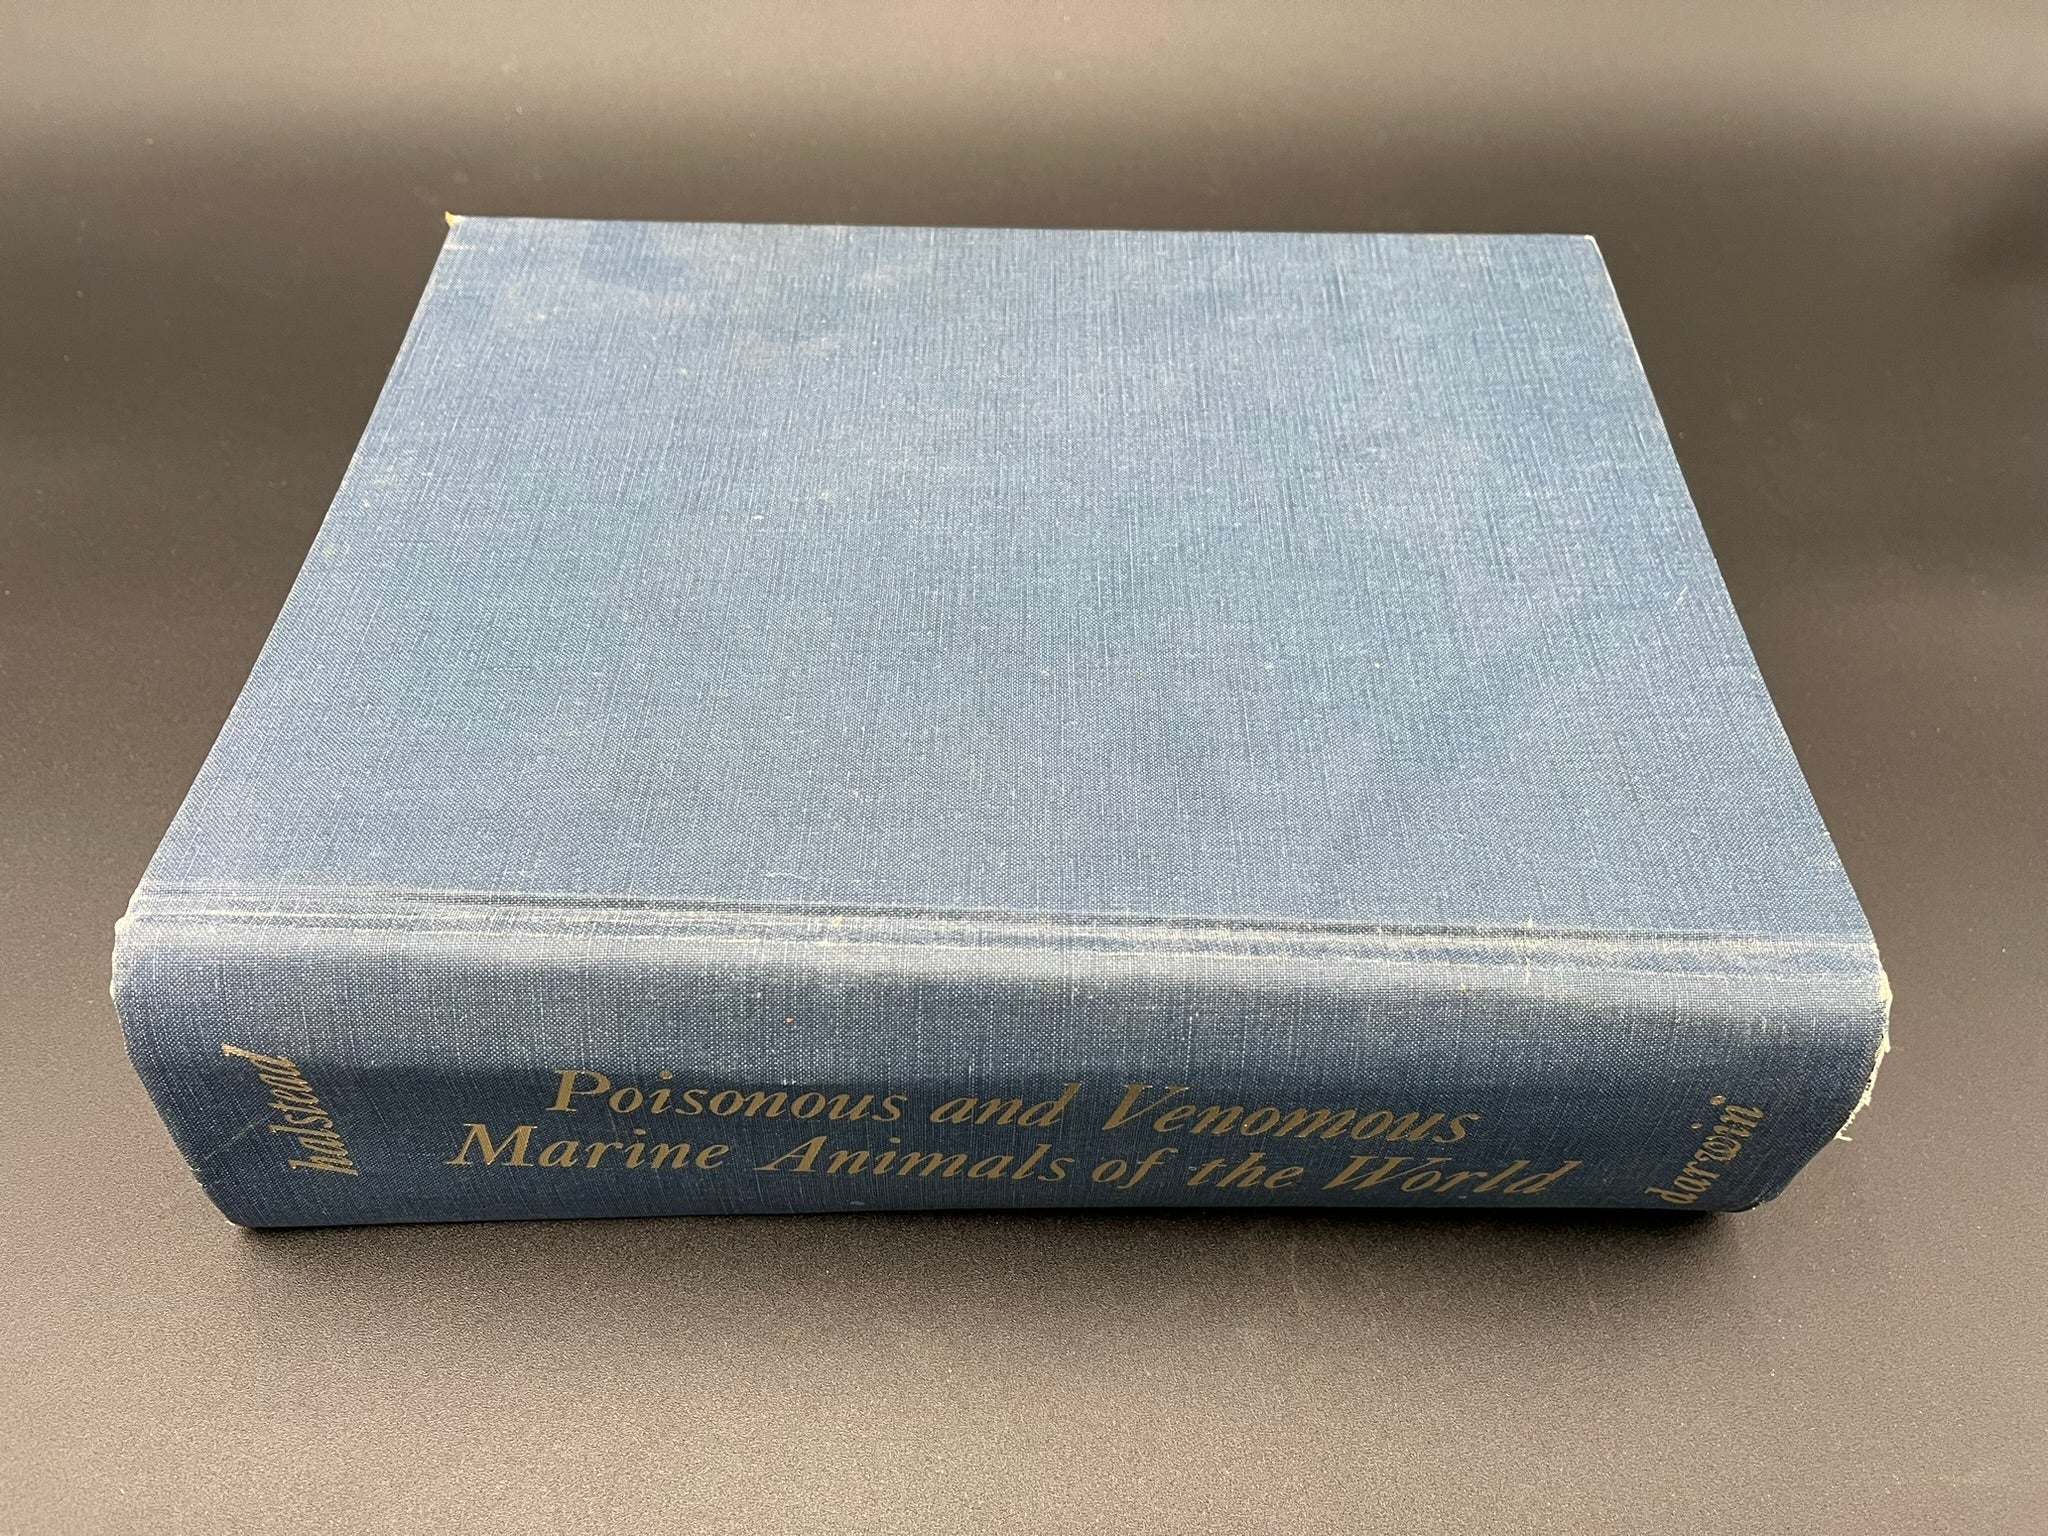 halstead
Poisonous and Venomous
Marine Animals of the World
darwin